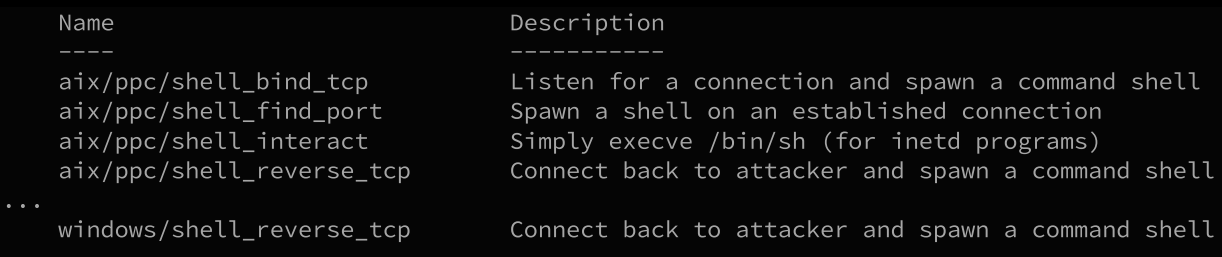 Name Description
---- -----------
aix/ppc/shell_bind_tcp Listen for a connection and spawn a command shell
aix/ppc/shell_find_port Spawn a shell on an established connection
aix/ppc/shell_interact Simply execve /bin/sh (for inetd programs)
aix/ppc/shell_reverse_tcp Connect back to attacker and spawn a command shell
...
windows/shell_reverse_tcp Connect back to attacker and spawn a command shell